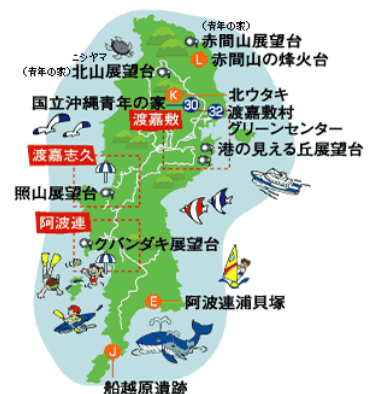 (青年の家)
赤間山展望台
L
赤間山の烽火台
ニシヤマ
(青年の家)
北山展望台
K
北ウタキ
国立沖縄青年の家
30
32
渡嘉敷
渡嘉敷村
グリーンセンター
港の見える丘展望台
渡嘉志久
照山展望台
阿波連
クバンダキ展望台
E
阿波連浦貝塚
J
船越原遺跡